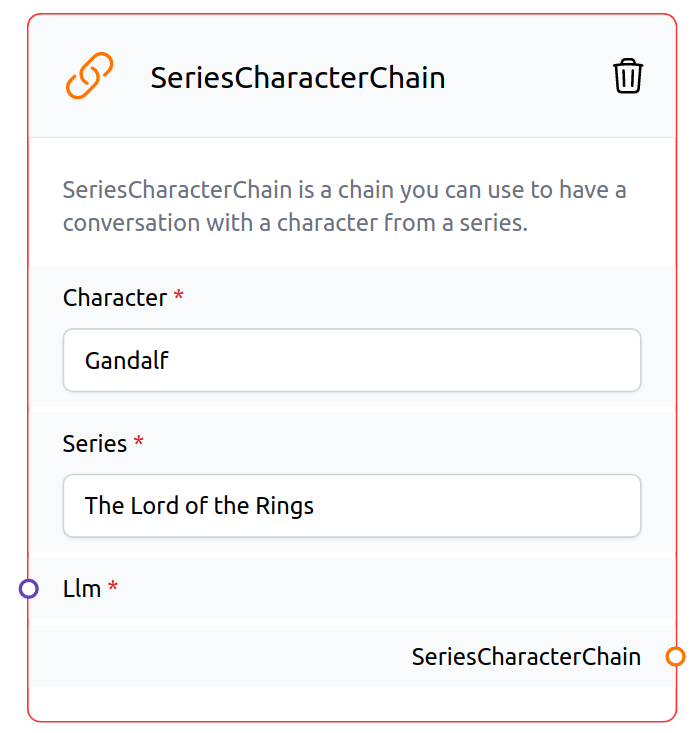 SeriesCharacterChain
SeriesCharacterChain is a chain you can use to have a
conversation with a character from a series.
Character *
Gandalf
Series *
The Lord of the Rings
Llm *
SeriesCharacterChain